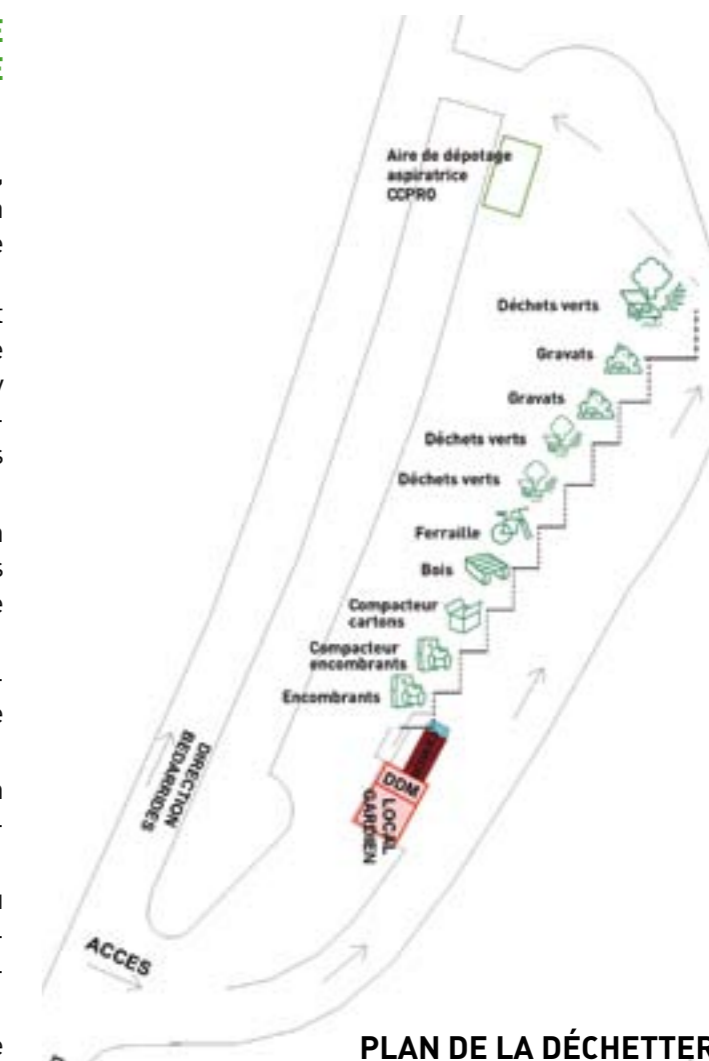 Aire de dépotage
aspiratrice
CCPRO
Déchets verts
Gravats
Gravats
Déchets verts
Déchets verts
Ferraille
Bois
Compacteur
cartons
Compacteur
encombrants
Encombrants
DDM
LOCAL
GARDIEN
DIRECTION
BEDARRIDES
ACCES
PLAN DE LA DÉCHETTER